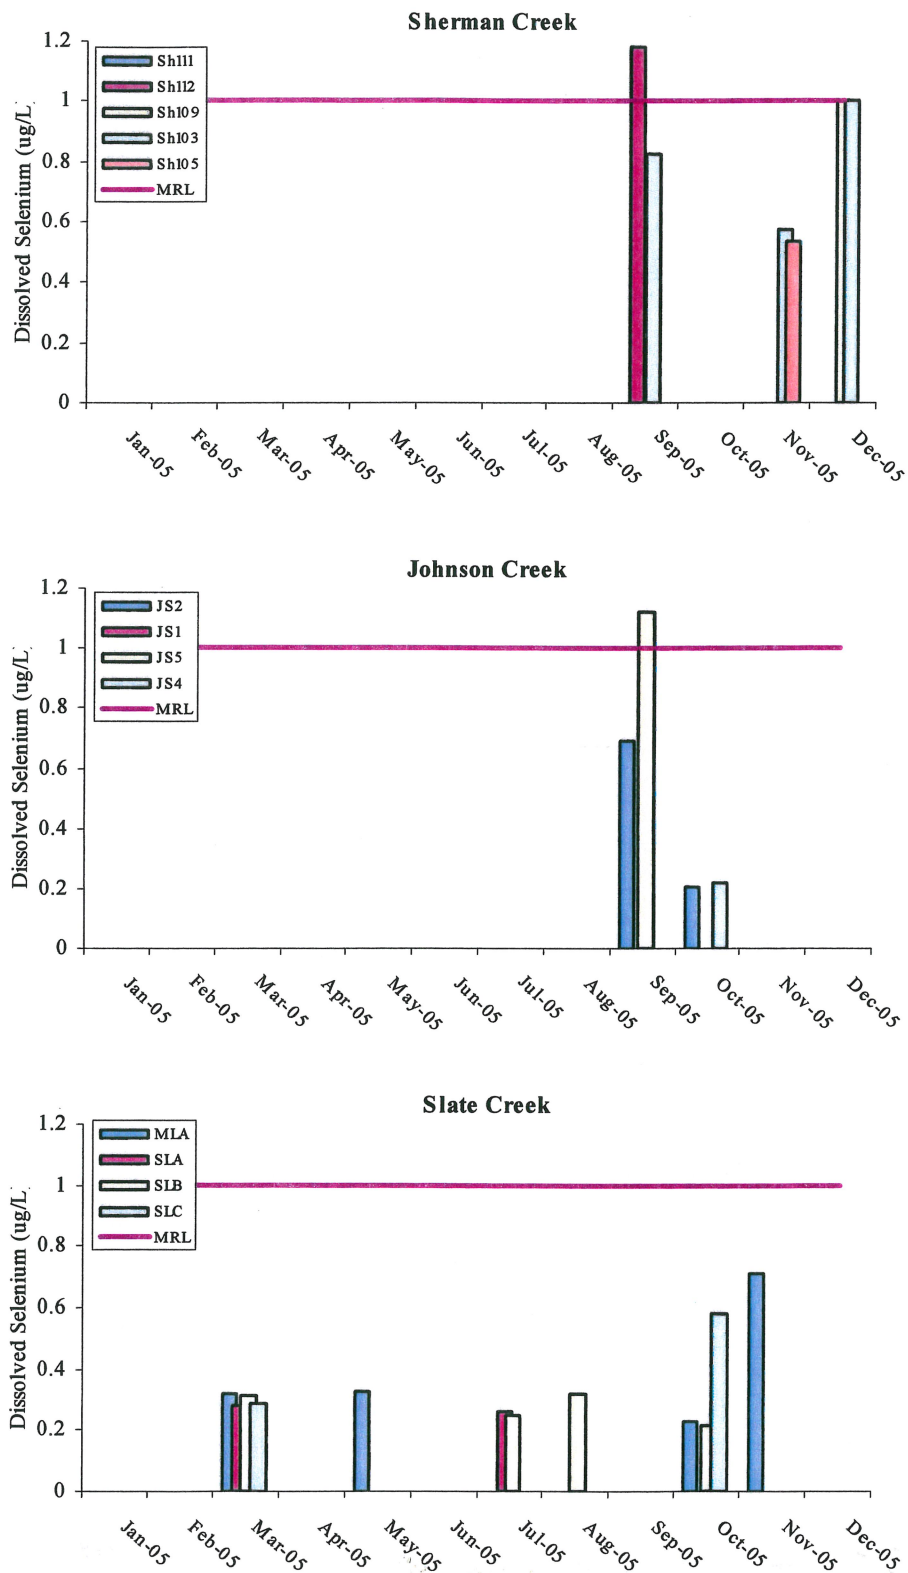 Sherman Creek
1.2
1
0.8
0.6
0.4
0.2
0
Dissolved Selenium (ug/L)
Sh111
Sh112
Sh109
Sh103
Sh105
MRL
Jan-05 Feb-05 Mar-05 Apr-05 May-05 Jun-05 Jul-05 Aug-05 Sep-05 Oct-05 Nov-05 Dec-05
Johnson Creek
1.2
1
0.8
0.6
0.4
0.2
0
Dissolved Selenium (ug/L)
JS2
JS1
JS5
JS4
MRL
Jan-05 Feb-05 Mar-05 Apr-05 May-05 Jun-05 Jul-05 Aug-05 Sep-05 Oct-05 Nov-05 Dec-05
Slate Creek
1.2
1
0.8
0.6
0.4
0.2
0
Dissolved Selenium (ug/L)
MLA
SLA
SLB
SLC
MRL
Jan-05 Feb-05 Mar-05 Apr-05 May-05 Jun-05 Jul-05 Aug-05 Sep-05 Oct-05 Nov-05 Dec-05